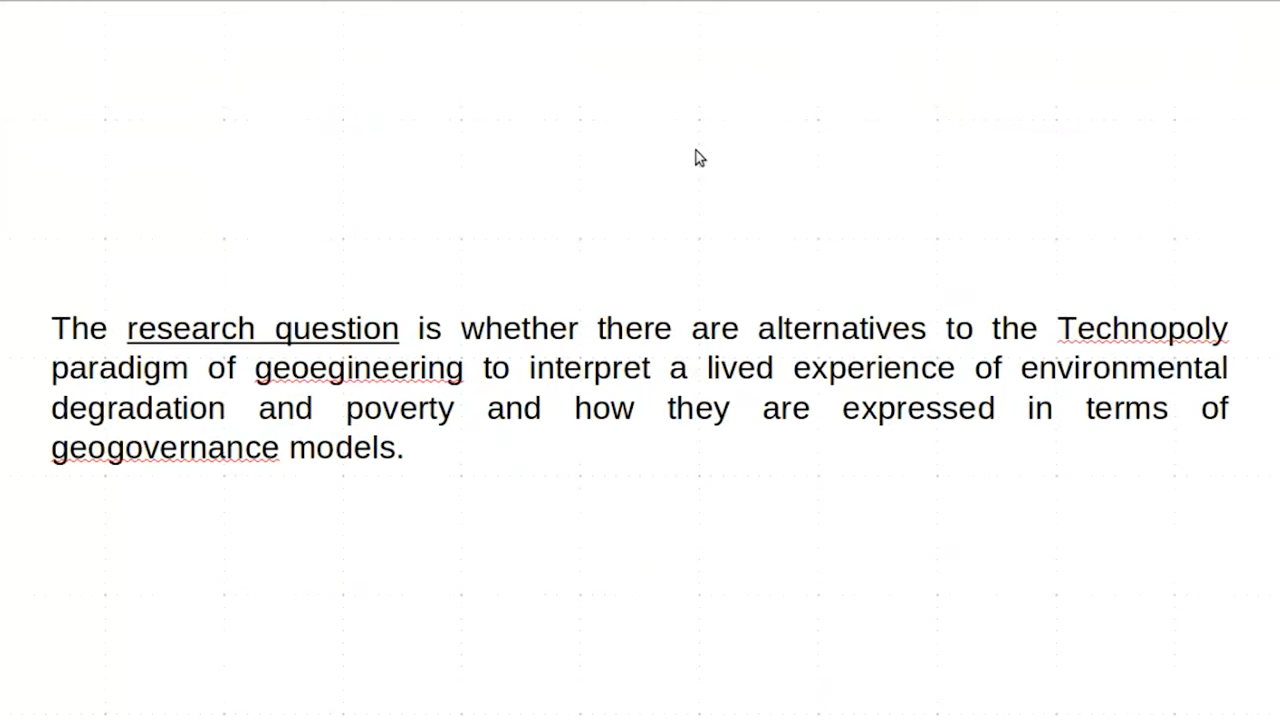 The research question is whether there are alternatives to the Technopoly
paradigm of geoegineering to interpret a lived experience of environmental
degradation and poverty and how they are expressed in terms of
geogovernance models.